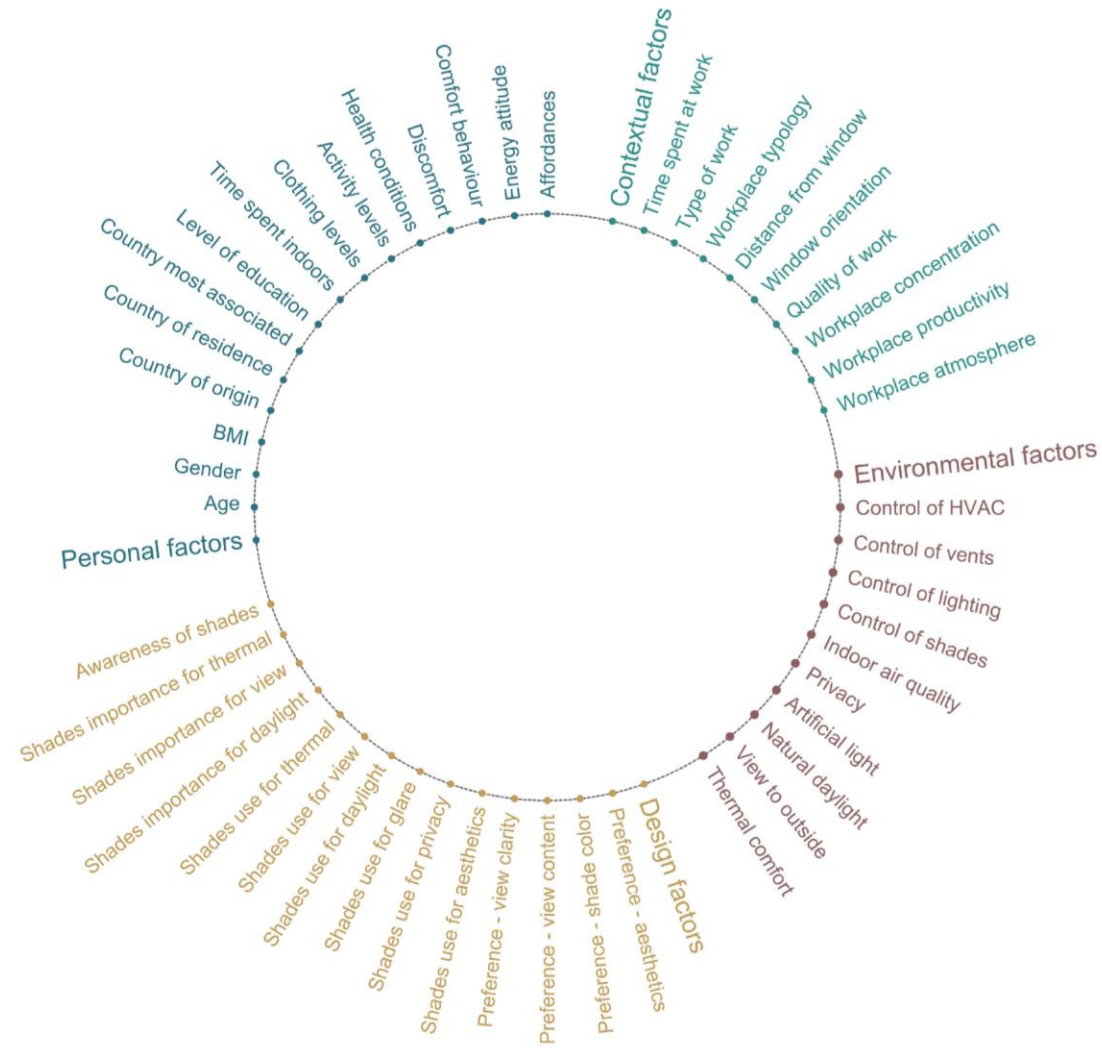 Contextual factors
Time spent at work
Type of work
Workplace typology
Distance from window
Window orientation
Quality of work
Workplace concentration
Workplace productivity
Workplace atmosphere
Environmental factors
Control of HVAC
Control of vents
Control of lighting
Control of shades
Indoor air quality
Privacy
Artificial light
Natural daylight
View to outside
Thermal comfort
Design factors
Preference - aesthetics
Preference - shade color
Preference - view content
Preference - view clarity
Shades use for aesthetics
Shades use for privacy
Shades use for glare
Shades use for daylight
Shades use for view
Shades use for thermal
Shades importance for daylight
Shades importance for view
Shades importance for thermal
Awareness of shades
Personal factors
Age
Gender
BMI
Country of origin
Country of residence
Country most associated
Level of education
Time spent indoors
Clothing levels
Activity levels
Health conditions
Discomfort
Comfort behaviour
Energy attitude
Affordances